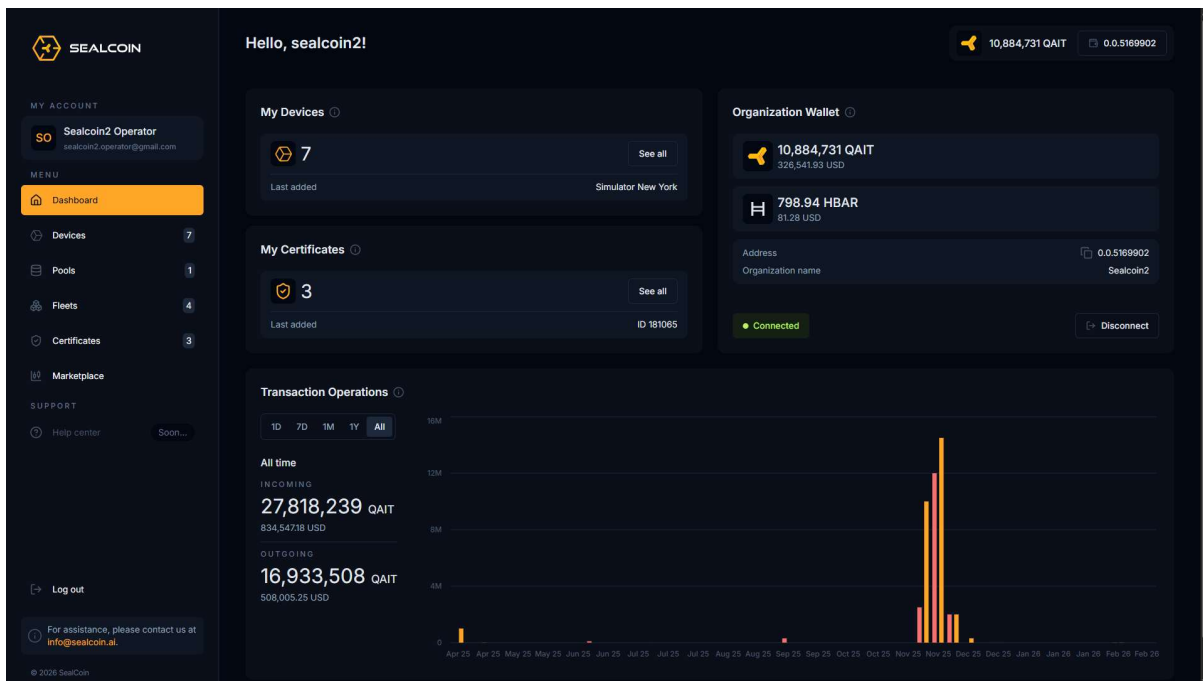 SEALCOIN
Hello, sealcoin2!
10,884,731 QAIT
0.0.5169902
MY ACCOUNT
SO
Sealcoin2 Operator
sealcoin2.operator@gmail.com
MENU
Dashboard
Devices 7
Pools 1
Fleets 4
Certificates 3
Marketplace
SUPPORT
Help center Soon...
Log out
For assistance, please contact us at
info@sealcoin.ai.
© 2026 SealCoin
My Devices
7
See all
Last added Simulator New York
My Certificates
3
See all
Last added ID 181065
Organization Wallet
10,884,731 QAIT
326,541.93 USD
798.94 HBAR
81.28 USD
Address 0.0.5169902
Organization name Sealcoin2
Connected
Disconnect
Transaction Operations
1D 7D 1M 1Y All
All time
INCOMING
27,818,239 QAIT
834,547.18 USD
OUTGOING
16,933,508 QAIT
508,005.25 USD
16M
12M
8M
4M
0
Apr 25 Apr 25 May 25 May 25 Jun 25 Jun 25 Jul 25 Jul 25 Jul 25 Aug 25 Aug 25 Sep 25 Sep 25 Oct 25 Oct 25 Nov 25 Nov 25 Dec 25 Dec 25 Jan 26 Jan 26 Jan 26 Feb 26 Feb 26